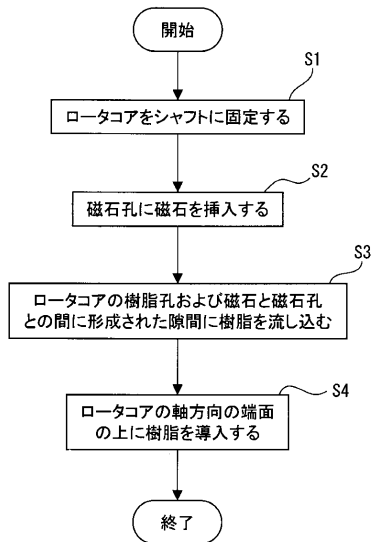 開始
S1
ロータコアをシャフトに固定する
S2
磁石孔に磁石を挿入する
S3
ロータコアの樹脂孔および磁石と磁石孔
との間に形成された隙間に樹脂を流し込む
S4
ロータコアの軸方向の端面
の上に樹脂を導入する
終了